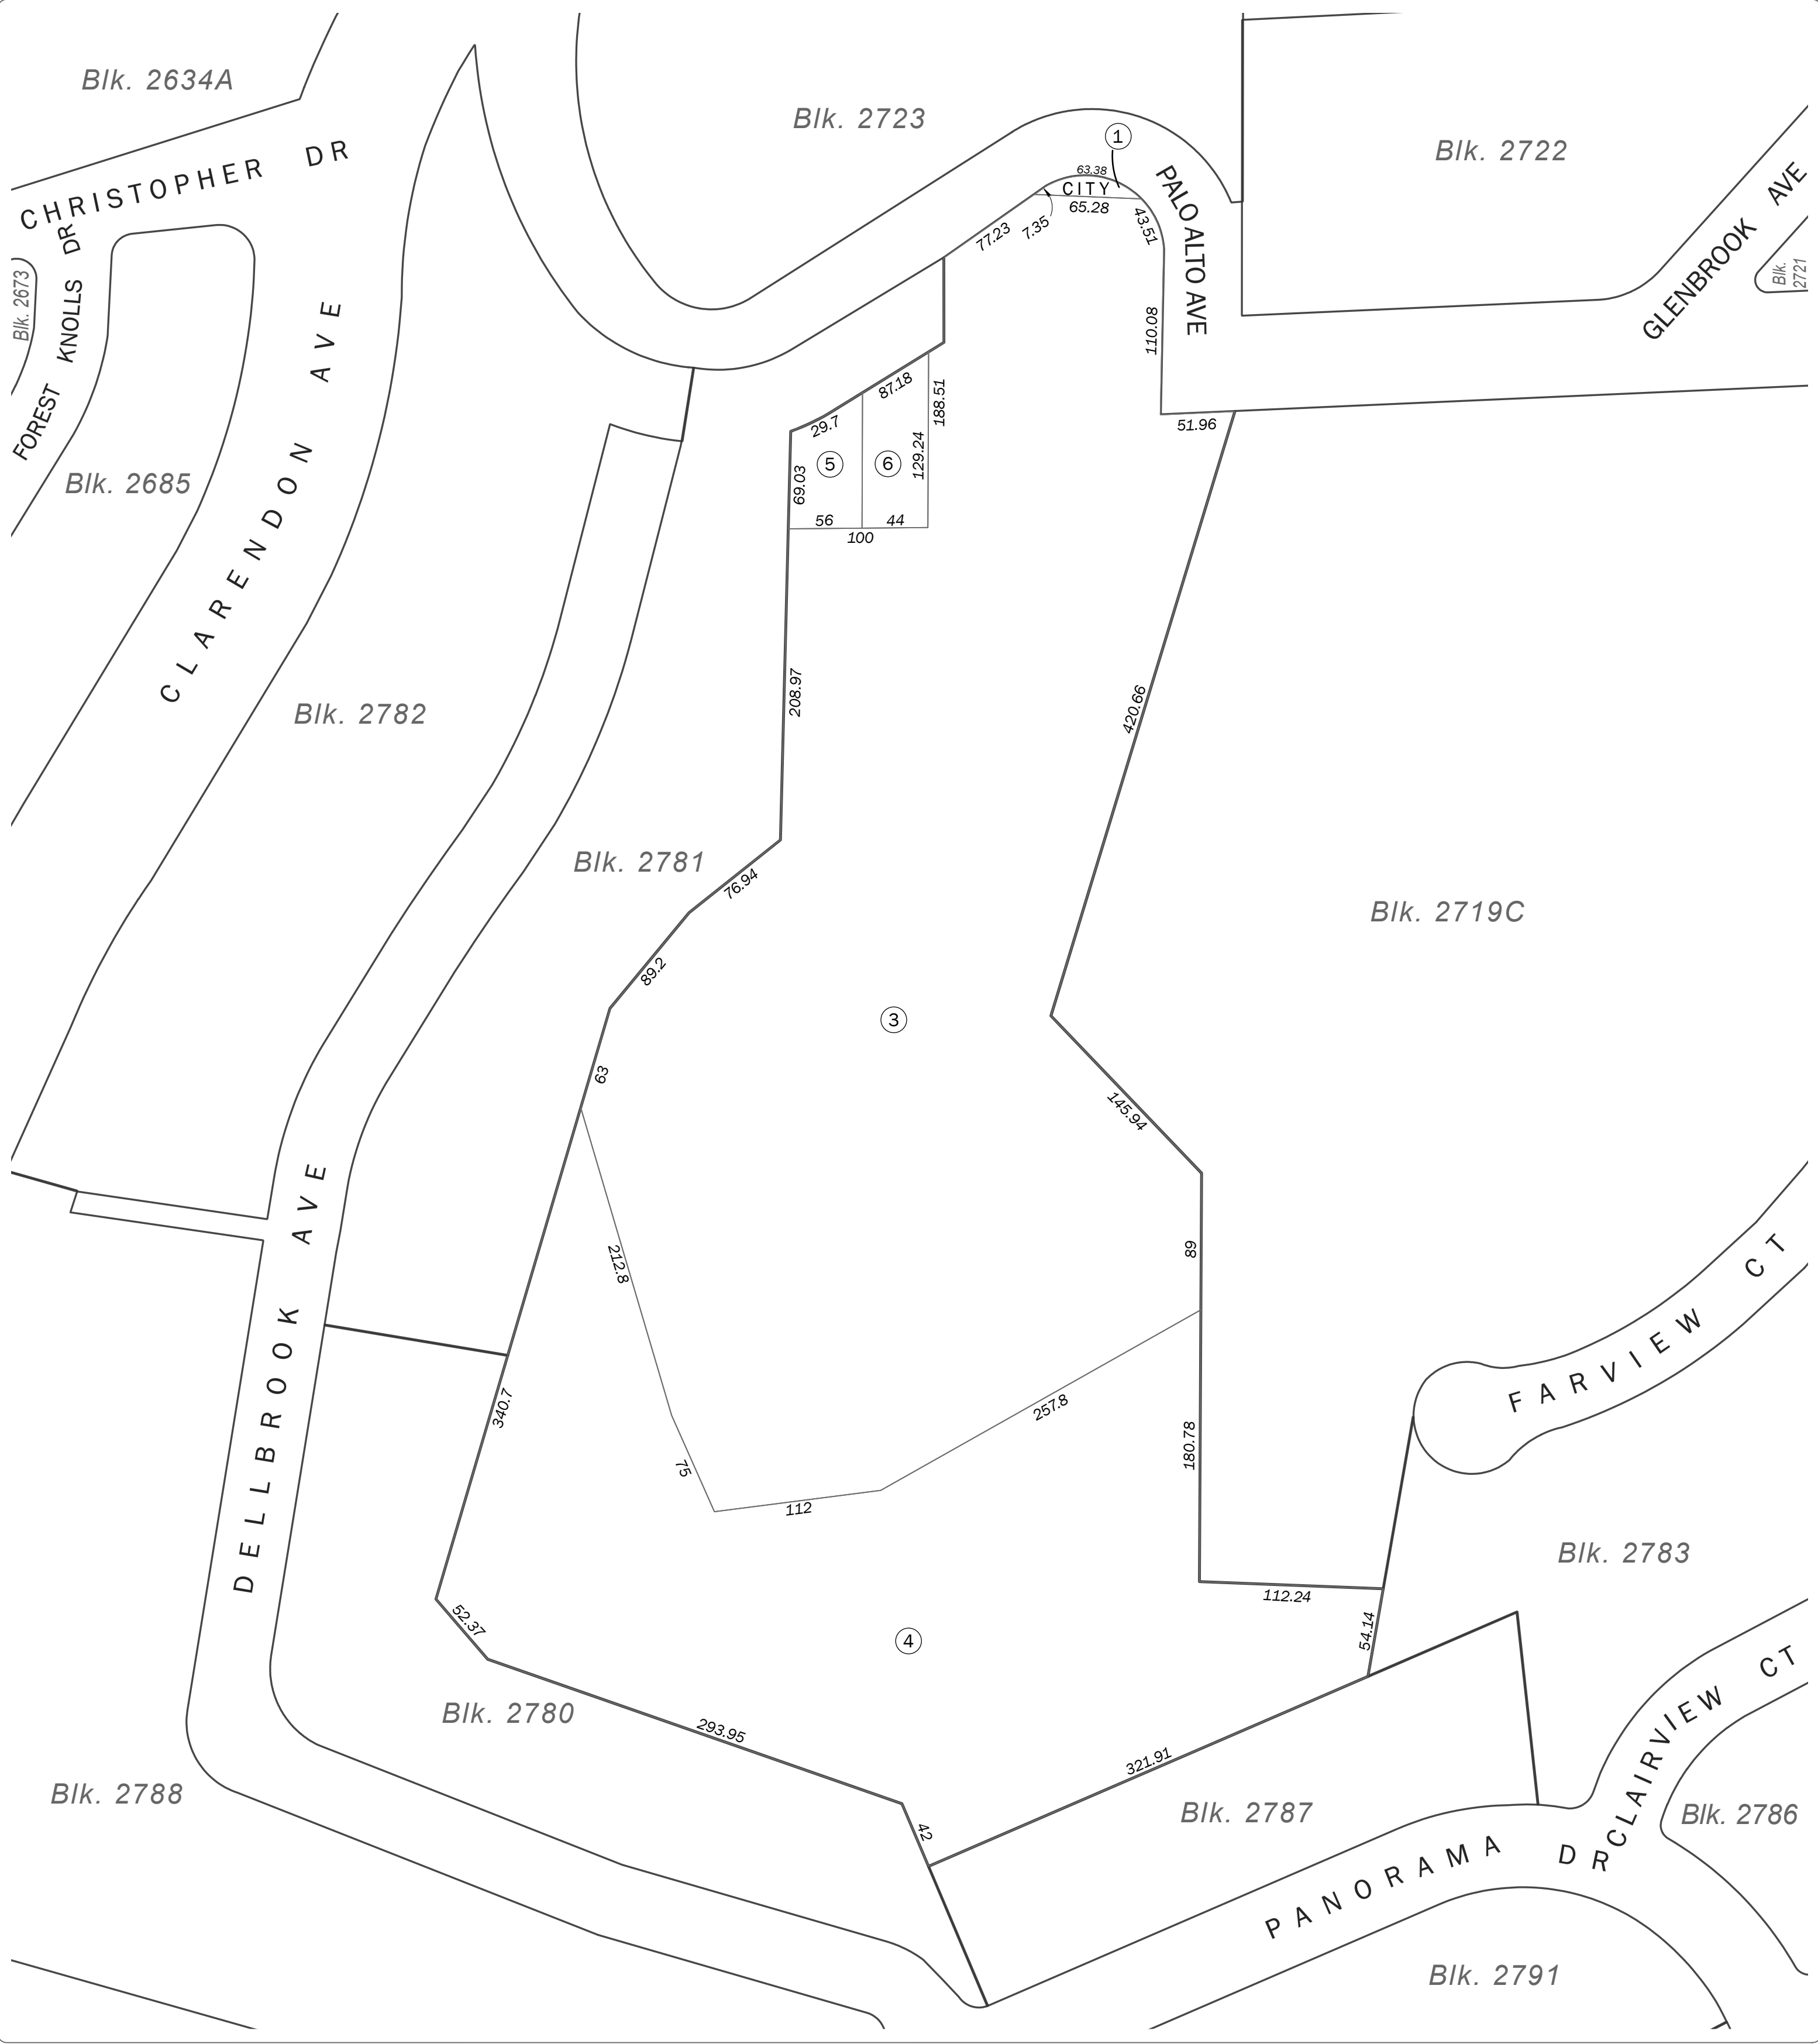 Blk. 2634A
CHRISTOPHER DR
Blk. 2723
1
63.38
CITY
65.28
7.35
77.23
43.51
PALO ALTO AVE
110.08
51.96
Blk. 2722
GLENBROOK AVE
Blk.
2721
Blk. 2673
FOREST KNOLLS DR
Blk. 2685
CLARENDON AVE
87.18
188.51
29.7
5
6
129.24
69.03
56
44
100
208.97
420.66
Blk. 2782
Blk. 2781
76.94
89.2
Blk. 2719C
3
63
145.94
DELLBROOK AVE
212.8
89
FARVIEW CT
340.7
75
112
257.8
180.78
112.24
54.14
Blk. 2783
52.37
4
Blk. 2780
293.95
321.91
42
Blk. 2788
Blk. 2787
CLAIRVIEW CT
Blk. 2786
PANORAMA DR
Blk. 2791